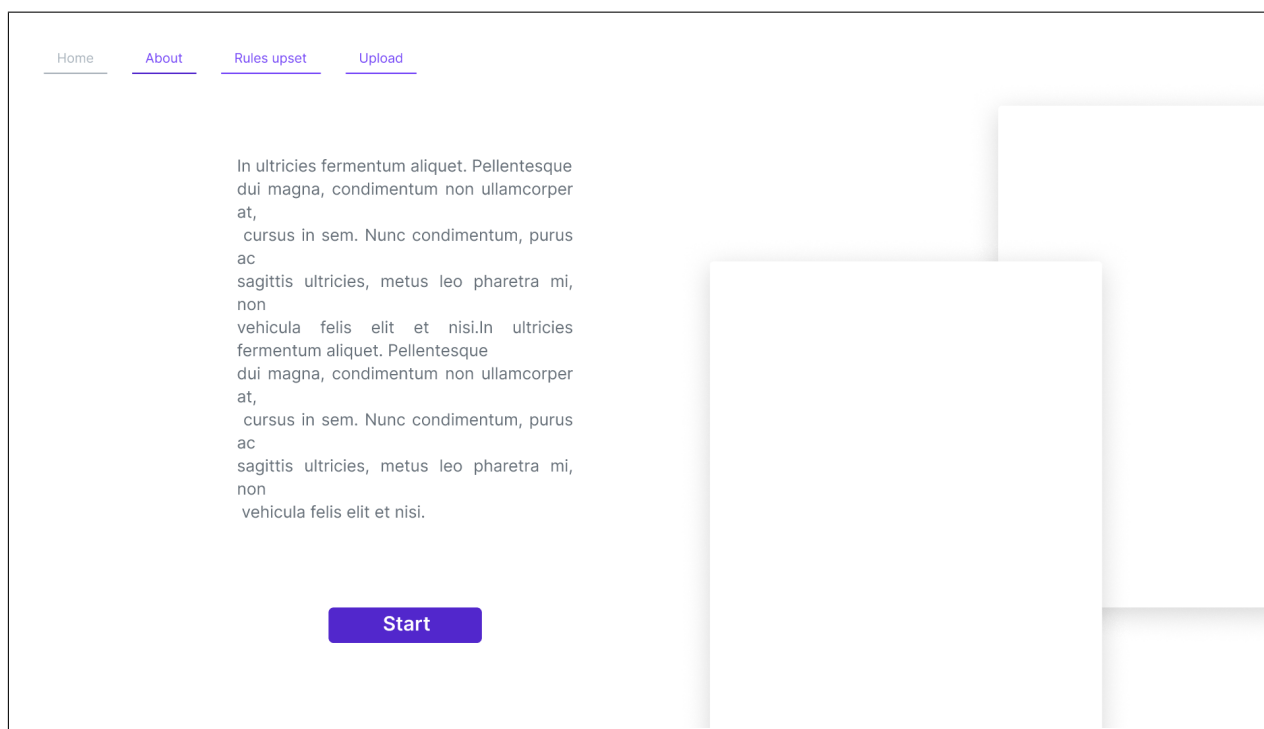 Home About Rules upset Upload
In ultricies fermentum aliquet. Pellentesque
dui magna, condimentum non ullamcorper
at,
cursus in sem. Nunc condimentum, purus
ac
sagittis ultricies, metus leo pharetra mi,
non
vehicula felis elit et nisi.In ultricies
fermentum aliquet. Pellentesque
dui magna, condimentum non ullamcorper
at,
cursus in sem. Nunc condimentum, purus
ac
sagittis ultricies, metus leo pharetra mi,
non
vehicula felis elit et nisi.
Start